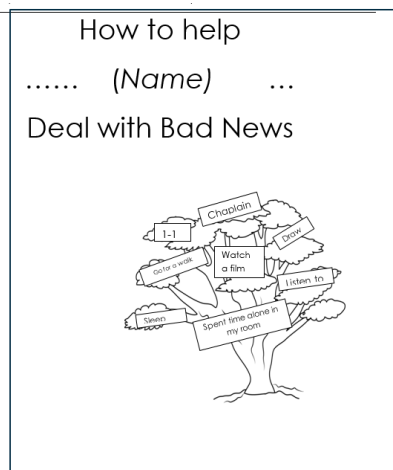 How to help
...... (Name) ...
Deal with Bad News
Chaplain
1-1
Draw
Go for a walk
Watch
a film
Listen to
Sleep
Spent time alone in
my room